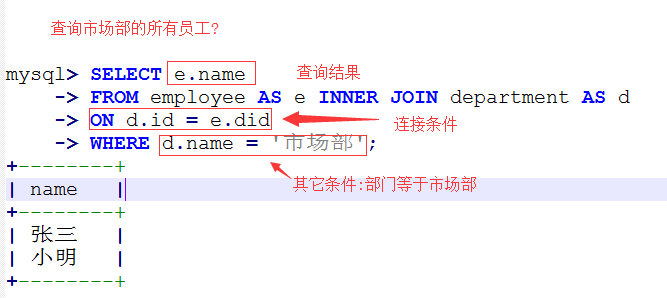 查询市场部的所有员工?
mysql> SELECT e.name 查询结果
-> FROM employee AS e INNER JOIN department AS d
-> ON d.id = e.did 连接条件
-> WHERE d.name = '市场部';
+--------+
| name   | 其它条件:部门等于市场部
+--------+
| 张三   |
| 小明   |
+--------+